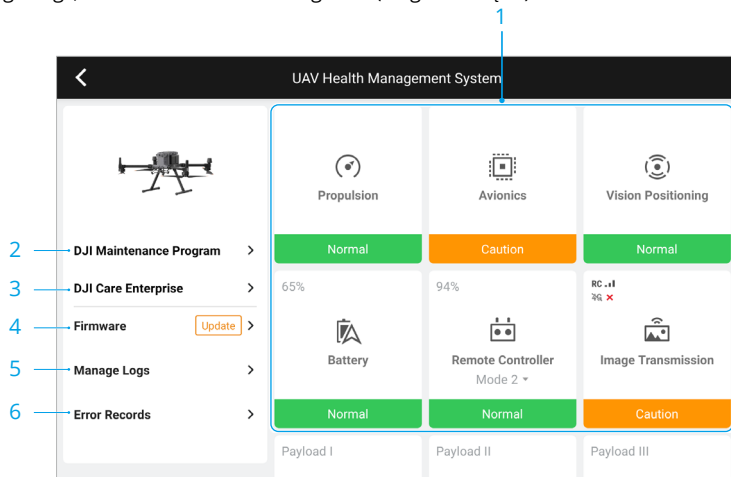 1
UAV Health Management System
Propulsion
Normal
Avionics
Caution
Vision Positioning
Normal
2 DJI Maintenance Program
3 DJI Care Enterprise
4 Firmware Update
5 Manage Logs
6 Error Records
65%
Battery
Normal
94%
Remote Controller
Mode 2
Normal
RC
Image Transmission
Caution
Payload I
Payload II
Payload III